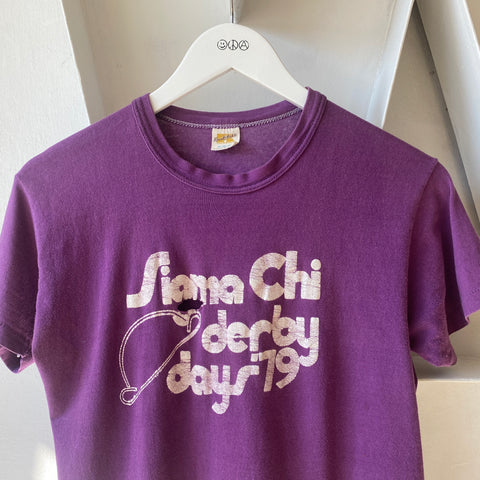 Sigma Chi
derby
days '79